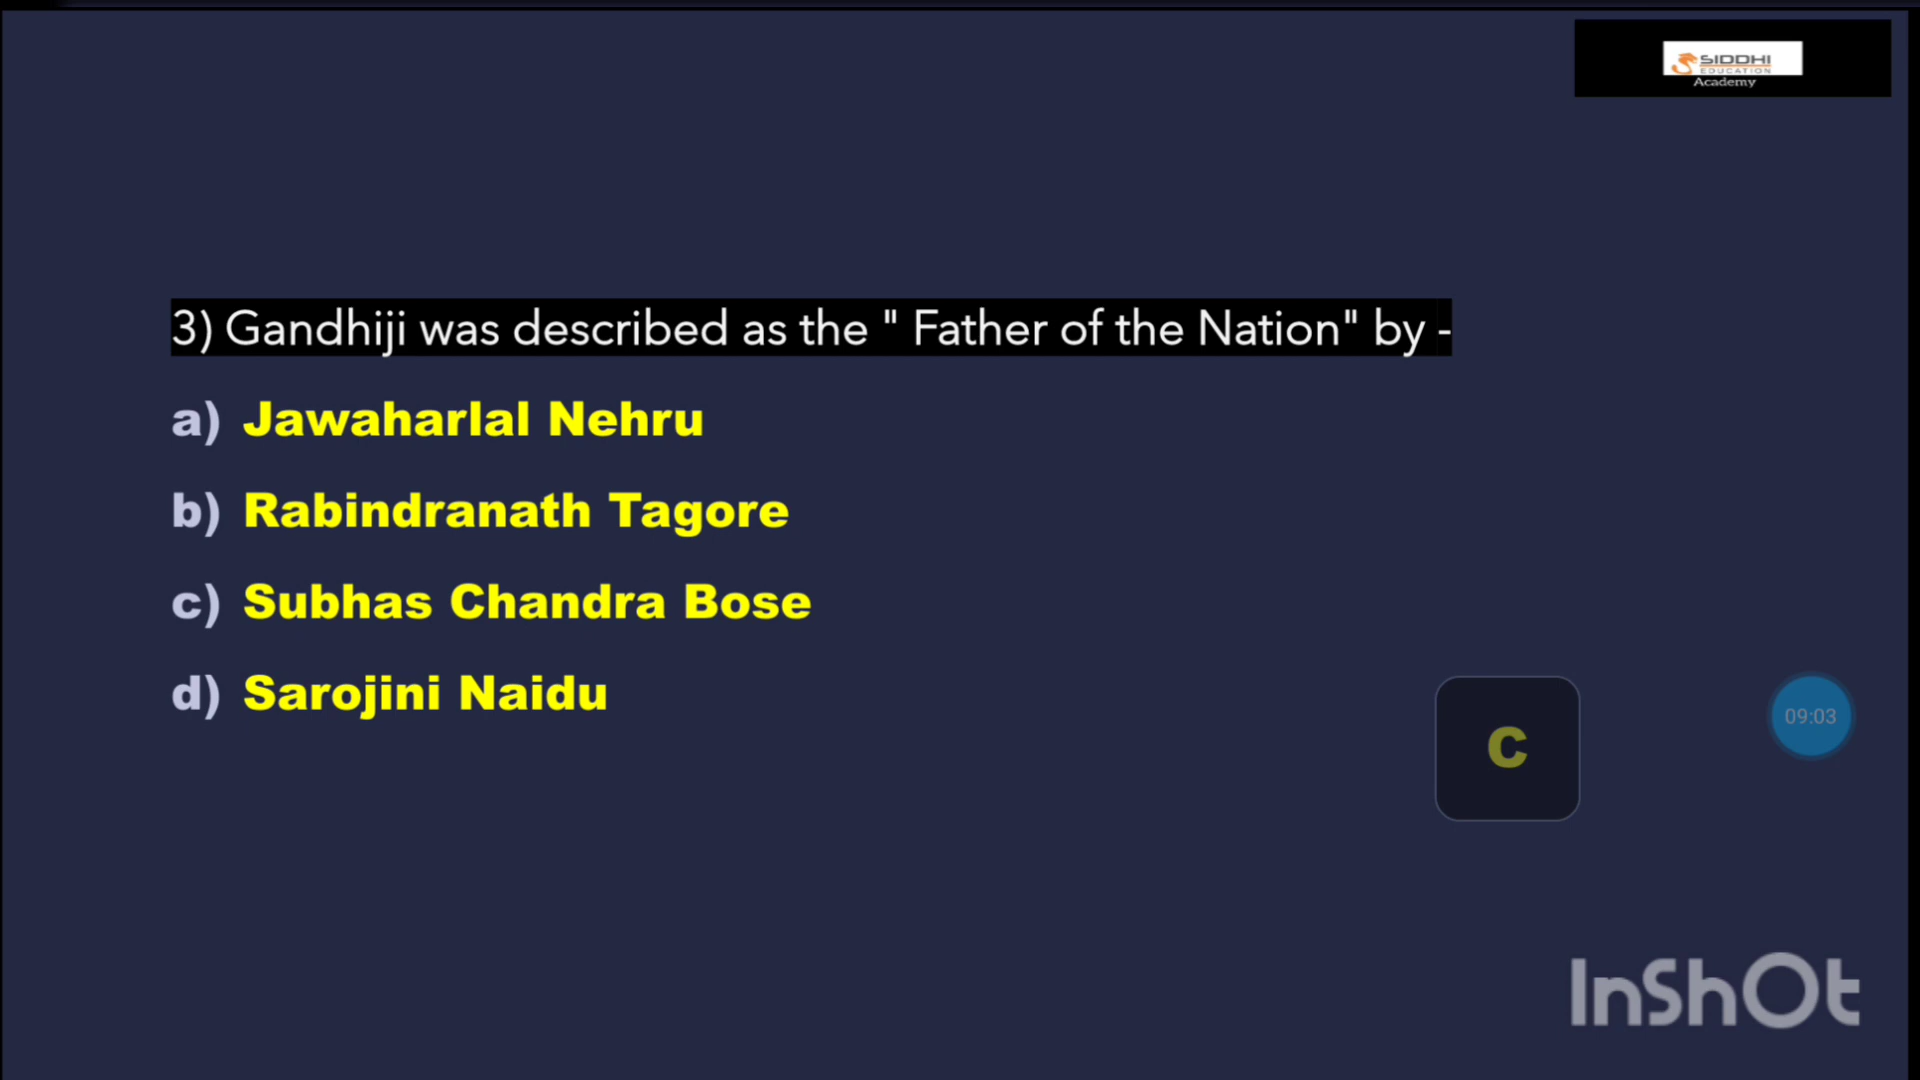 SIDDHI
EDUCATION
Academy
3) Gandhiji was described as the " Father of the Nation" by -
a) Jawaharlal Nehru
b) Rabindranath Tagore
c) Subhas Chandra Bose
d) Sarojini Naidu
C
09:03
InShOt